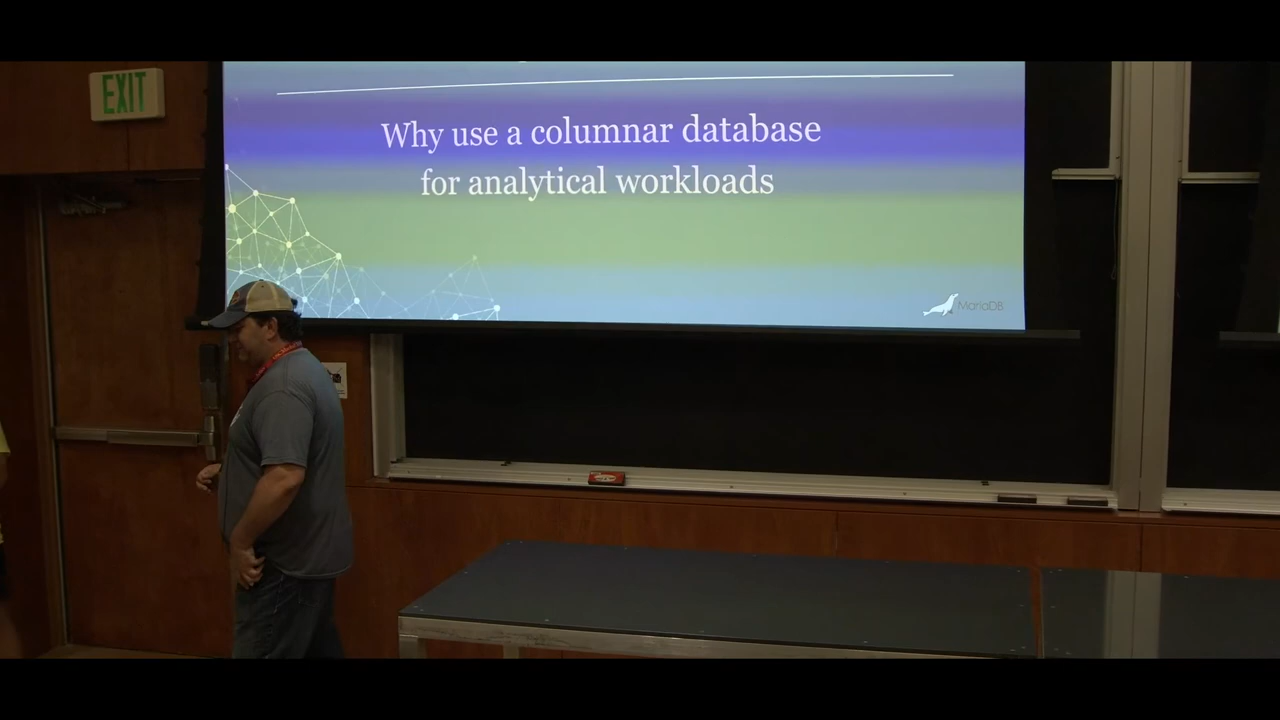 EXIT
Why use a columnar database
for analytical workloads
MariaDB